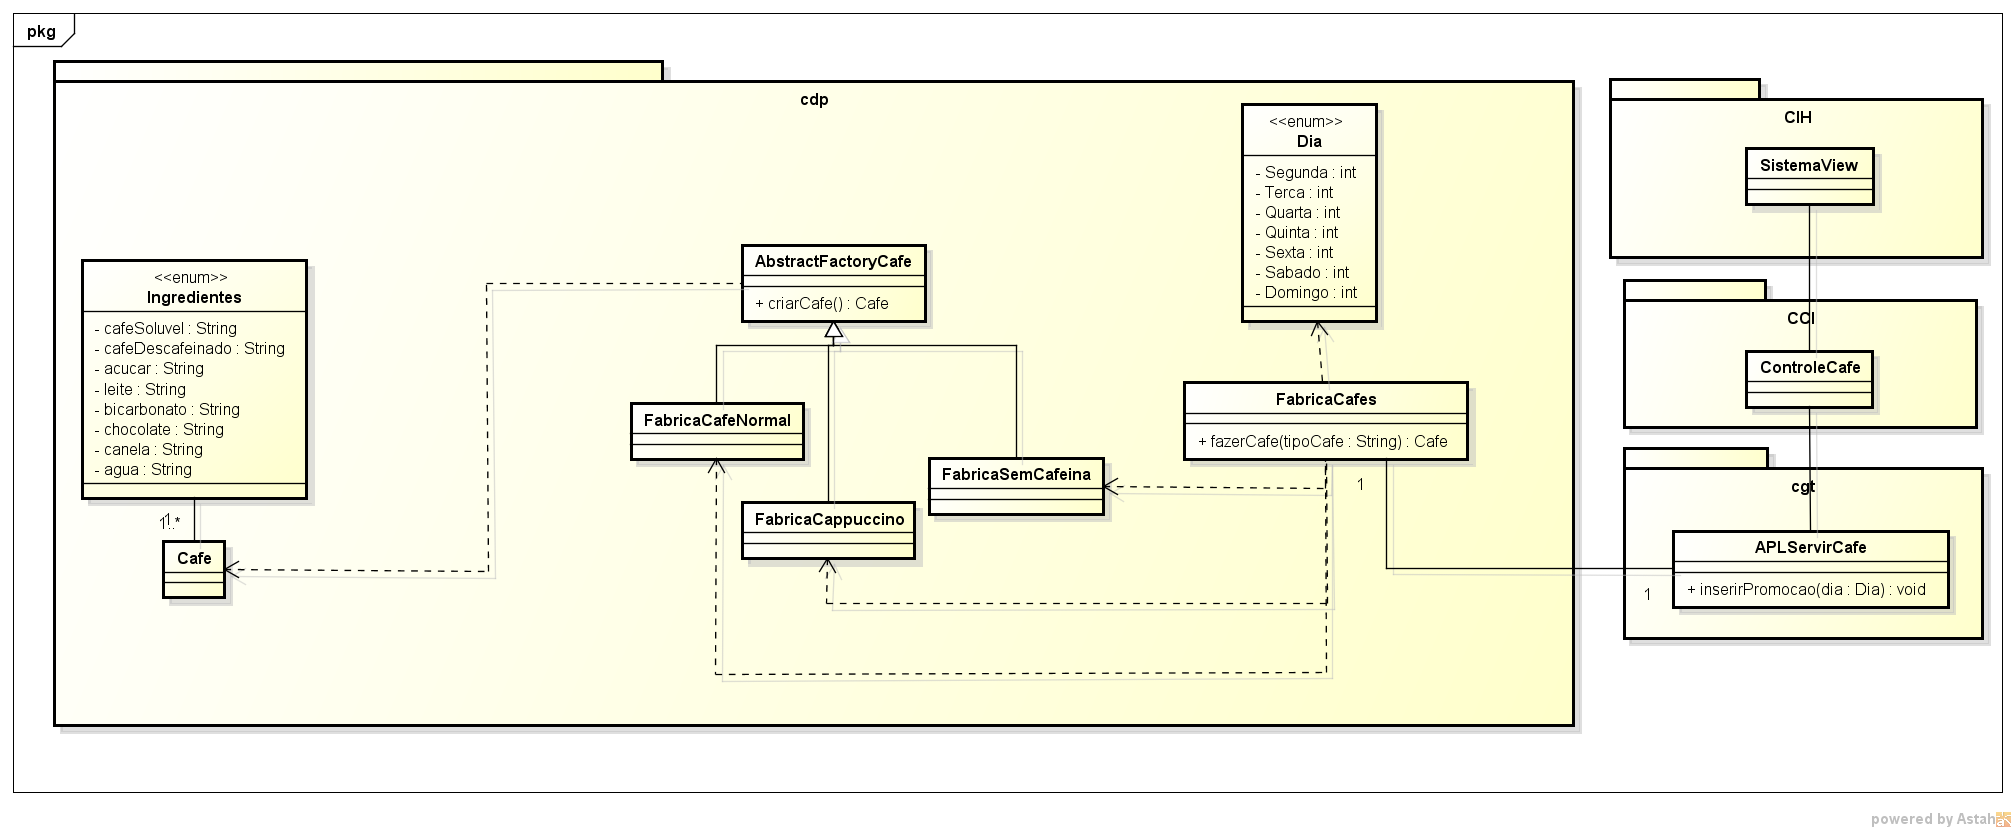 pkg
cdp
<<enum>>
Ingredientes
- cafeSoluvel : String
- cafeDescafeinado : String
- acucar : String
- leite : String
- bicarbonato : String
- chocolate : String
- canela : String
- agua : String
1
1..*
Cafe
AbstractFactoryCafe
+ criarCafe() : Cafe
FabricaCafeNormal
FabricaSemCafeina
FabricaCappuccino
<<enum>>
Dia
- Segunda : int
- Terca : int
- Quarta : int
- Quinta : int
- Sexta : int
- Sabado : int
- Domingo : int
FabricaCafes
+ fazerCafe(tipoCafe : String) : Cafe
1
1
CIH
SistemaView
CCI
ControleCafe
cgt
APLServirCafe
+ inserirPromocao(dia : Dia) : void
powered by Astah